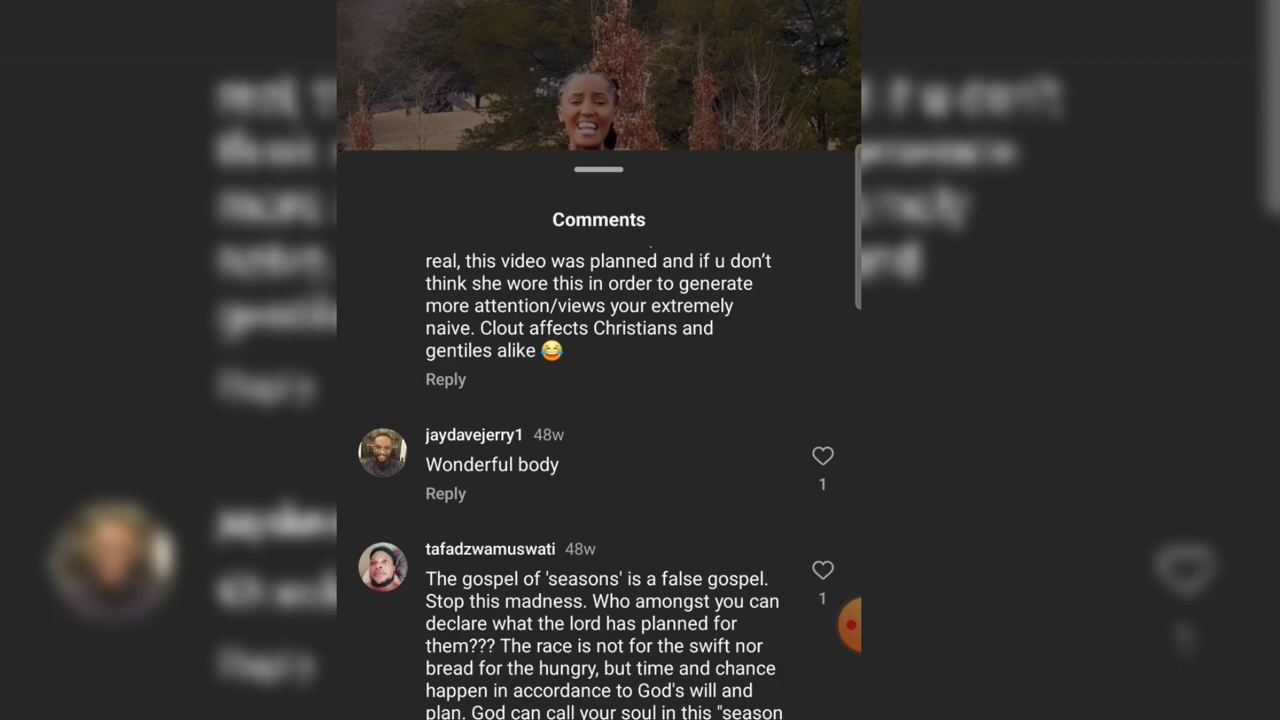 Comments
real, this video was planned and if u don't
think she wore this in order to generate
more attention/views your extremely
naive. Clout affects Christians and
gentiles alike 😂
Reply
jaydavejerry1 48w
Wonderful body
1
Reply
tafadzwamuswati 48w
The gospel of 'seasons' is a false gospel.
Stop this madness. Who amongst you can
1
declare what the lord has planned for
them??? The race is not for the swift nor
bread for the hungry, but time and chance
happen in accordance to God's will and
plan. God can call your soul in this "season